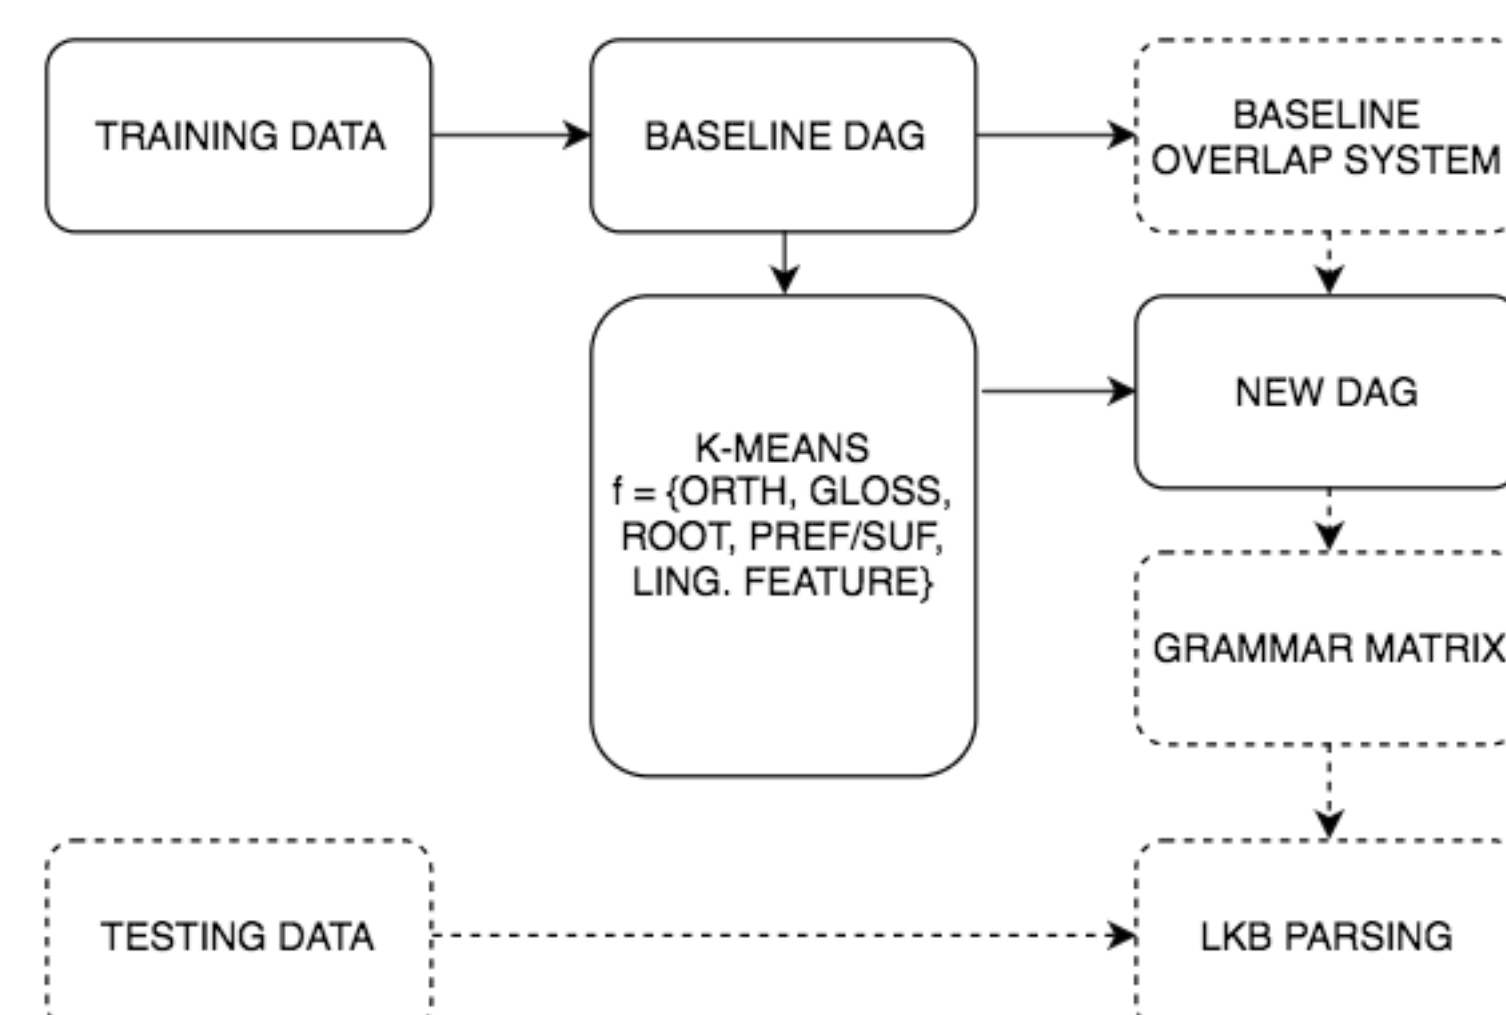 TRAINING DATA
BASELINE DAG
BASELINE
OVERLAP SYSTEM
K-MEANS
f = {ORTH, GLOSS,
ROOT, PREF/SUF,
LING. FEATURE}
NEW DAG
GRAMMAR MATRIX
TESTING DATA
LKB PARSING